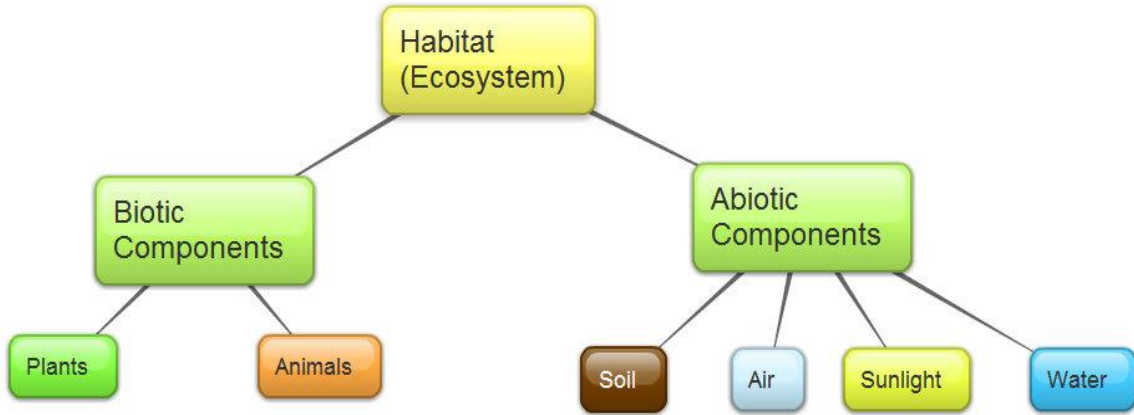 Habitat
(Ecosystem)
Biotic
Components
Abiotic
Components
Plants
Animals
Soil
Air
Sunlight
Water